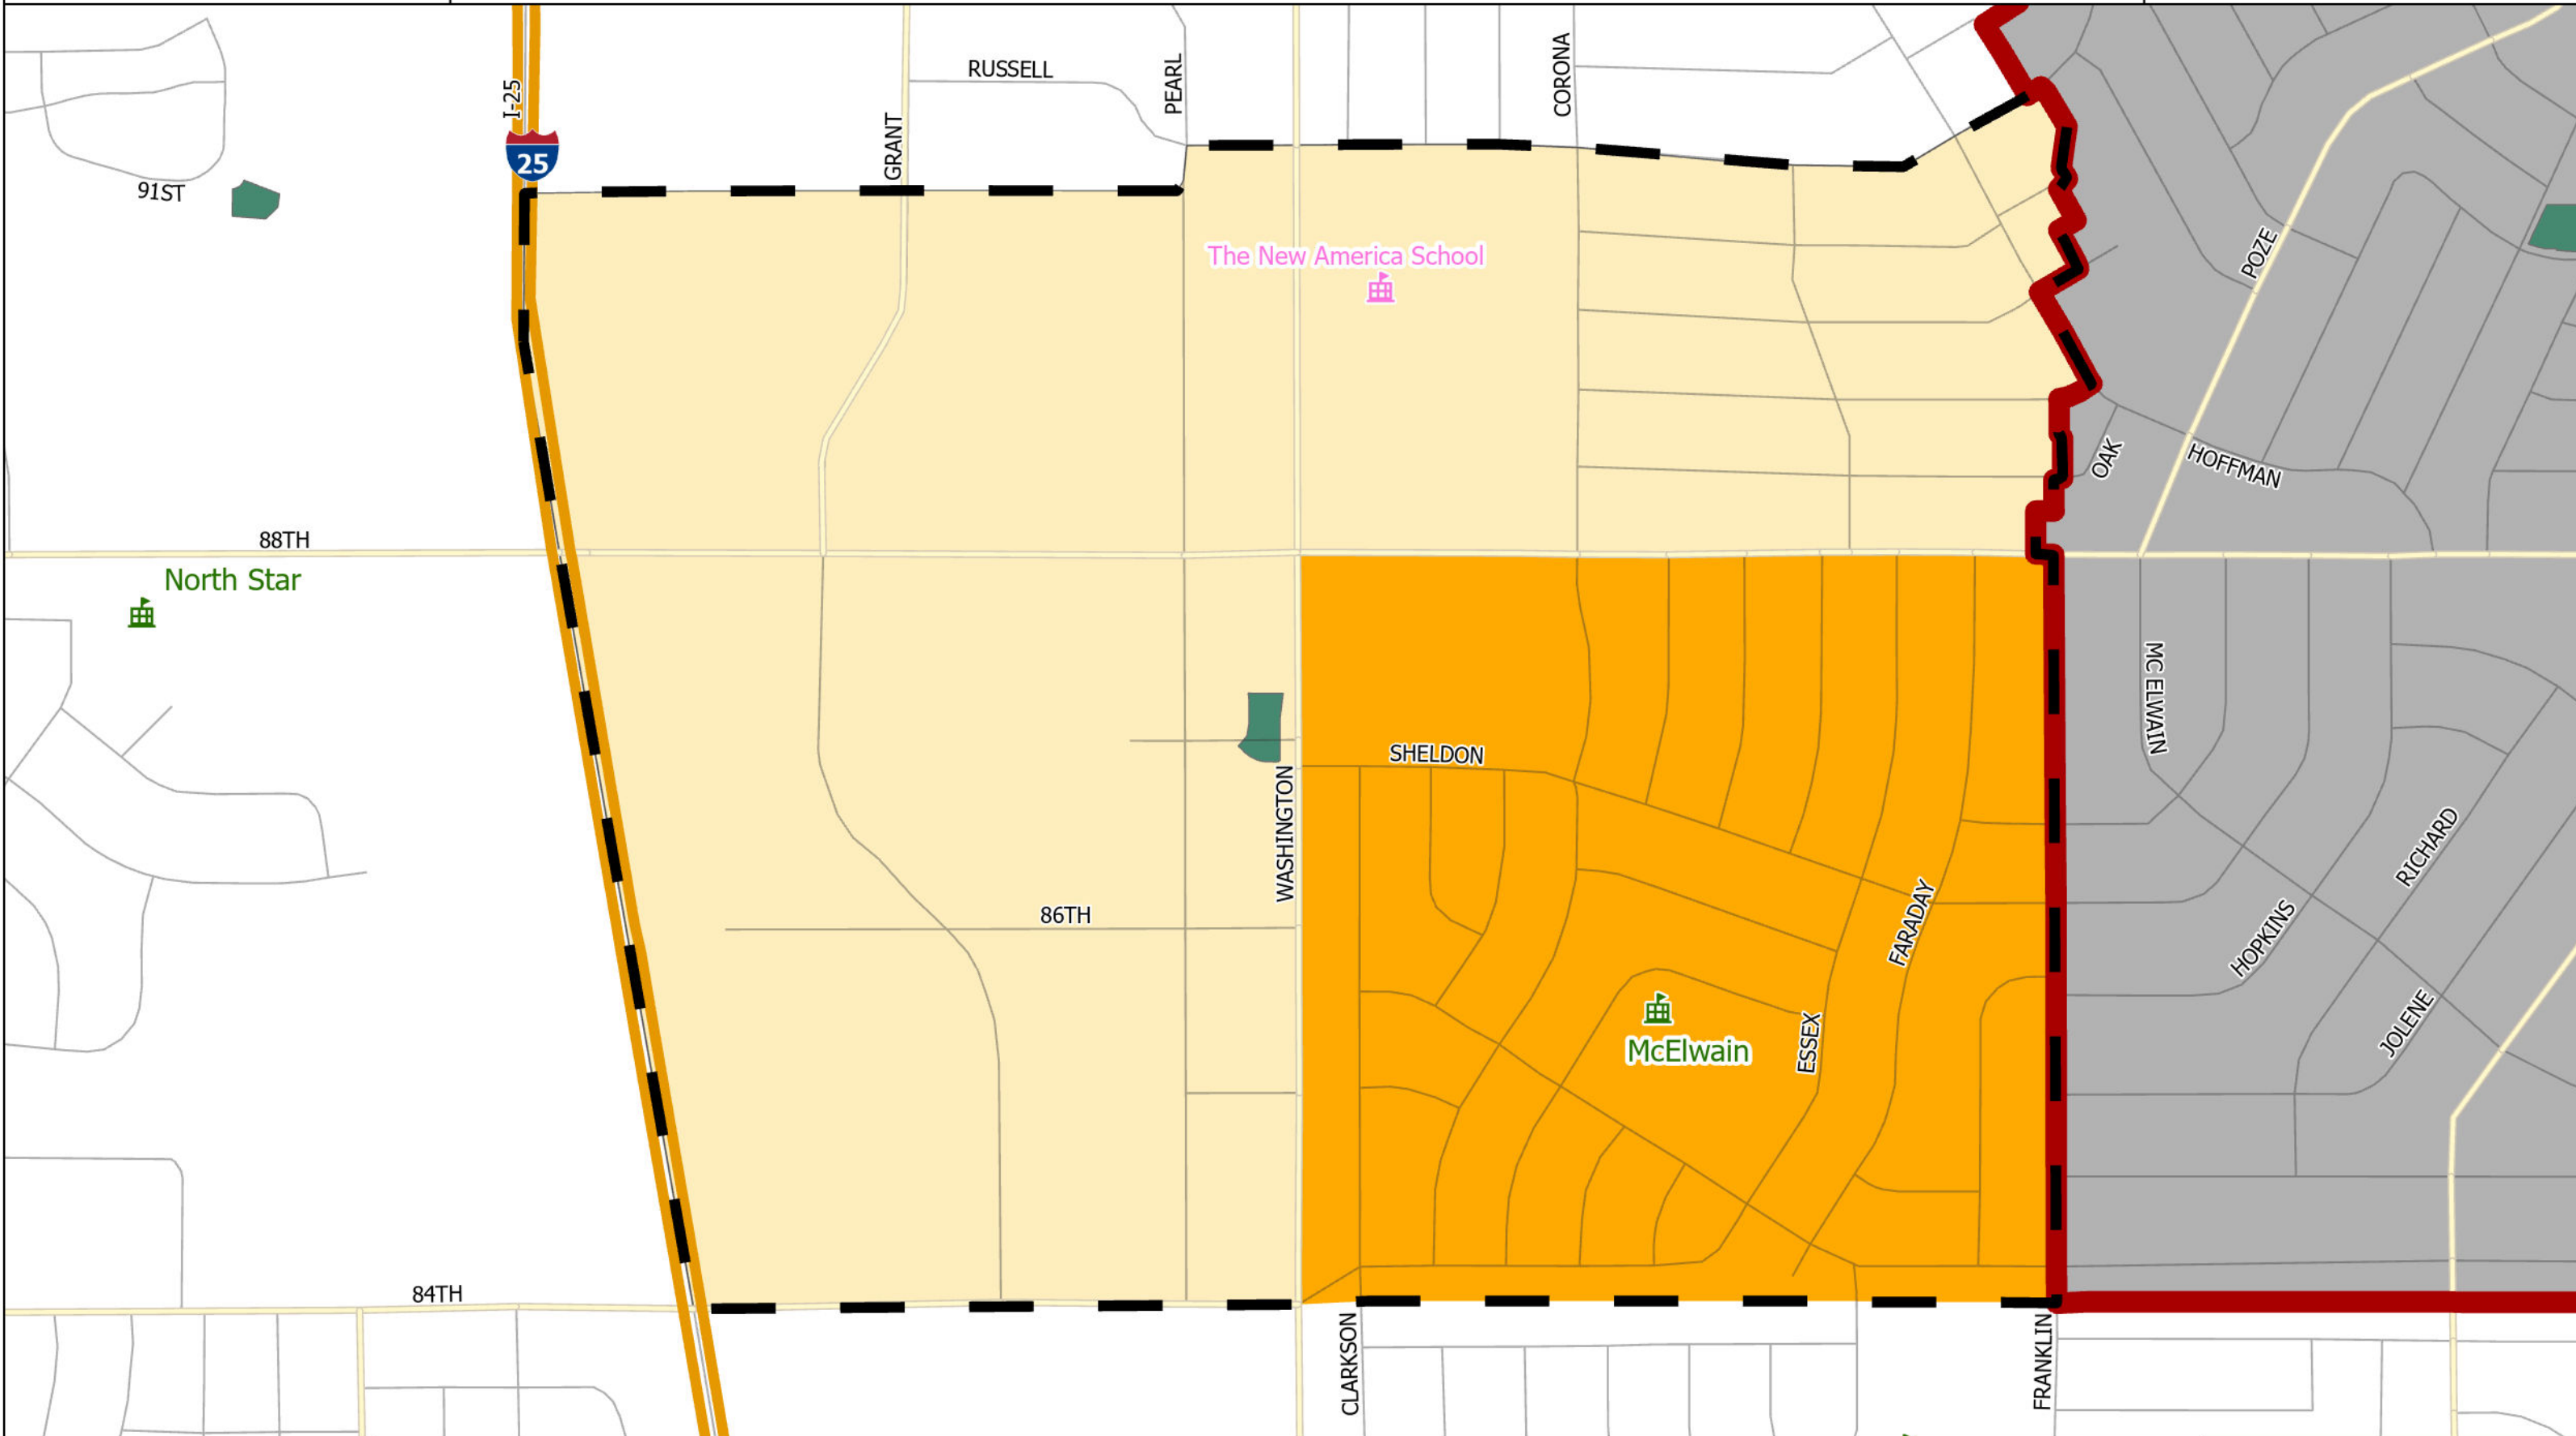 RUSSELL
PEARL
CORONA
I-25
25
GRANT
91ST
The New America School
POZE
OAK
HOFFMAN
88TH
North Star
MC ELWAIN
SHELDON
WASHINGTON
RICHARD
86TH
FARADAY
HOPKINS
ESSEX
McElwain
JOLENE
84TH
CLARKSON
FRANKLIN